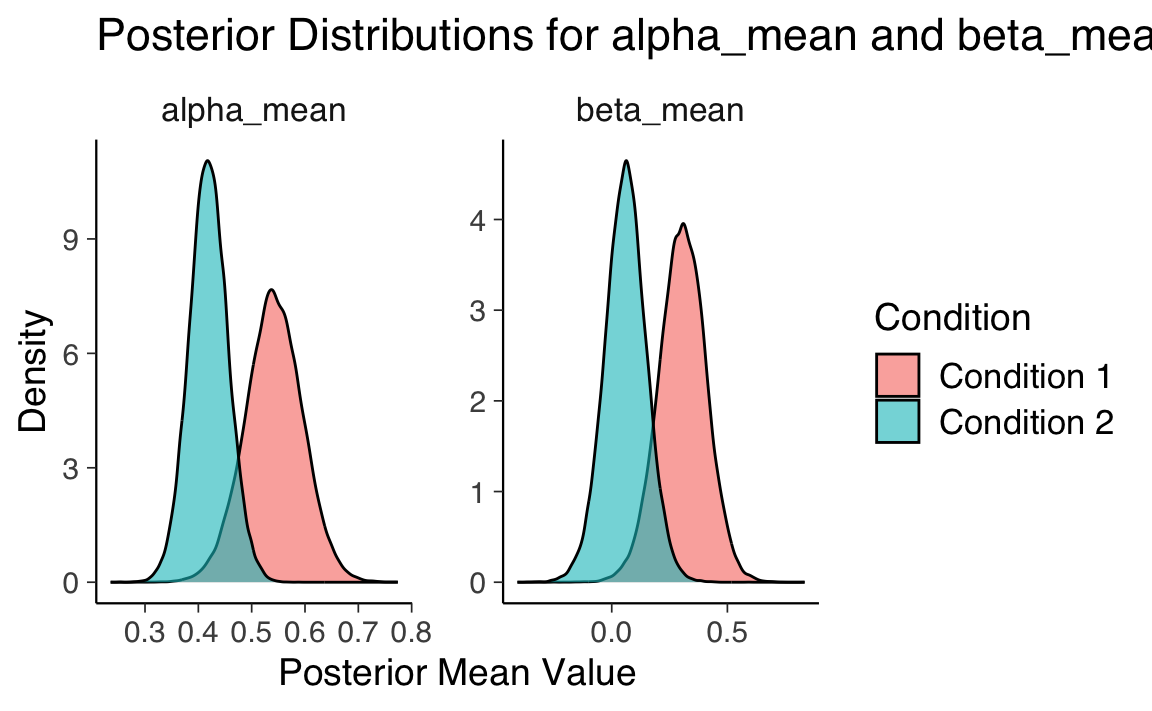 Posterior Distributions for alpha_mean and beta_mea
alpha_mean
beta_mean
Density
9
6
3
0
4
3
2
1
0
0.3 0.4 0.5 0.6 0.7 0.8
0.0 0.5
Posterior Mean Value
Condition
Condition 1
Condition 2